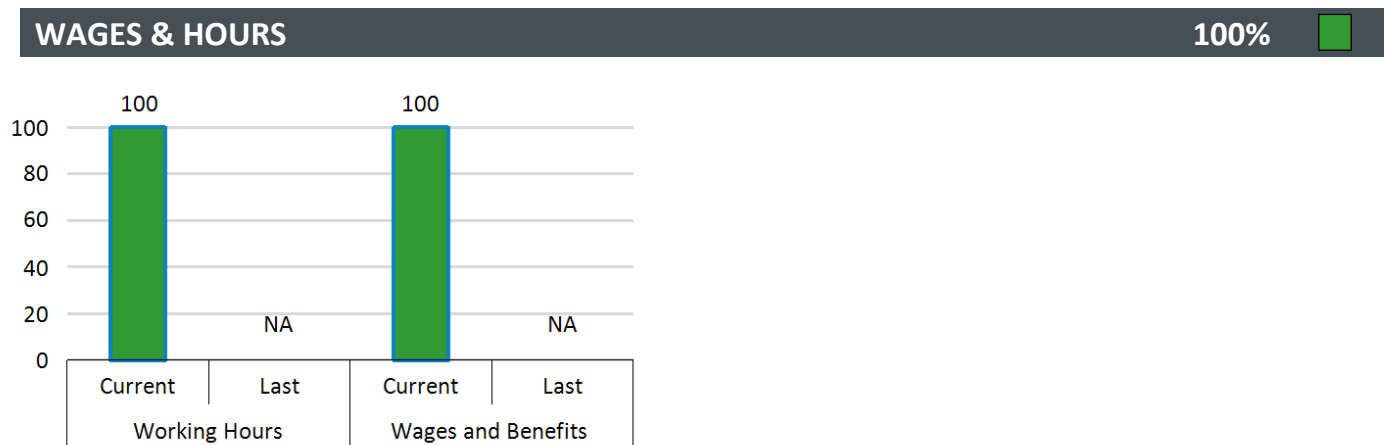 WAGES & HOURS 100%
100 100
100
80
60
40
20
0
NA NA
Current Last Current Last
Working Hours Wages and Benefits